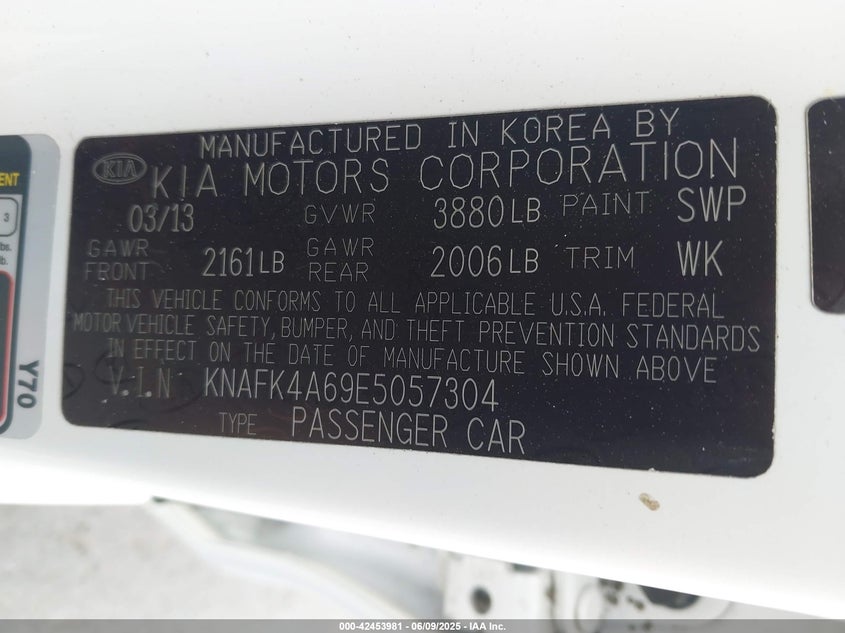 MANUFACTURED IN KOREA BY
KIA KIA MOTORS CORPORATION
03/13 GVWR 3880LB PAINT SWP
GAWR FRONT 2161LB GAWR REAR 2006LB TRIM WK
THIS VEHICLE CONFORMS TO ALL APPLICABLE U.S.A. FEDERAL
MOTOR VEHICLE SAFETY, BUMPER, AND THEFT PREVENTION STANDARDS
IN EFFECT ON THE DATE OF MANUFACTURE SHOWN ABOVE
V.I.N KNAFK4A69E5057304
TYPE PASSENGER CAR
ENT
3
bs.
b.
Y70
000-42453981 - 06/09/2025 - © IAA, Inc.